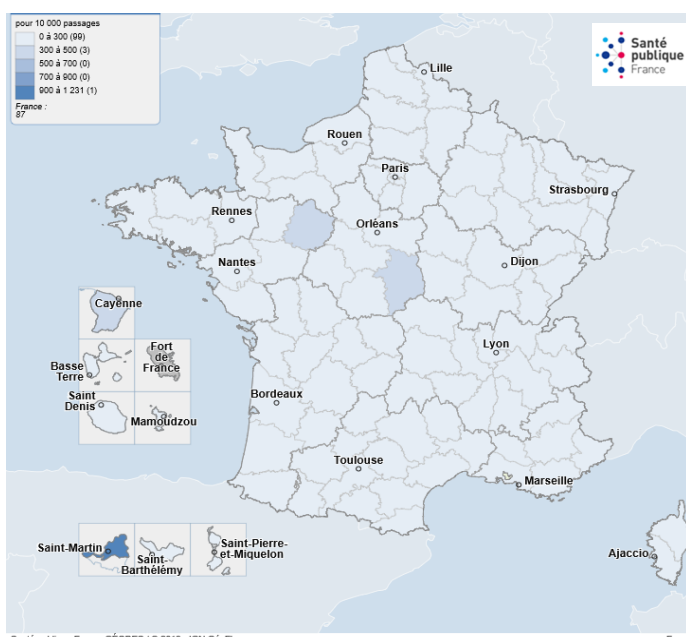 pour 10 000 passages
0 à 300 (99)
300 à 500 (3)
500 à 700 (0)
700 à 900 (0)
900 à 1 231 (1)
France :
87
Santé
publique
France
Lille
Rouen
Paris
Strasbourg
Rennes
Orléans
Nantes
Dijon
Cayenne
Fort
de
France
Basse
Terre
Lyon
Saint
Denis
Mamoudzou
Bordeaux
Toulouse
Marseille
Saint-Martin
Saint-
Barthélémy
Saint-Pierre-
et-Miquelon
Ajaccio